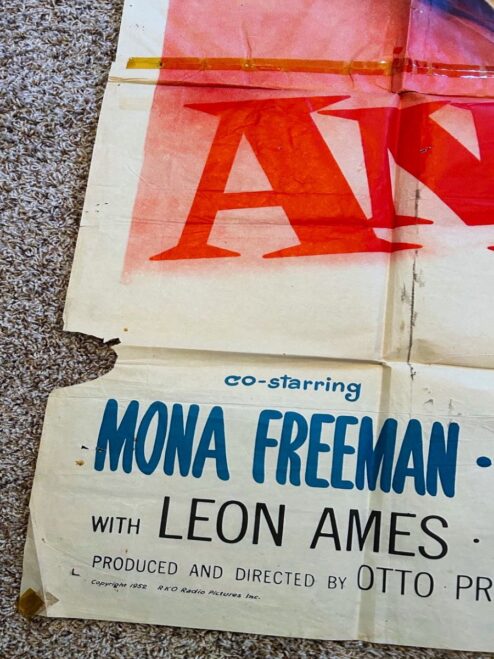 AN
co-starring
MONA FREEMAN •
WITH LEON AMES •
PRODUCED AND DIRECTED BY OTTO PR
Copyright 1952 RKO Radio Pictures Inc.